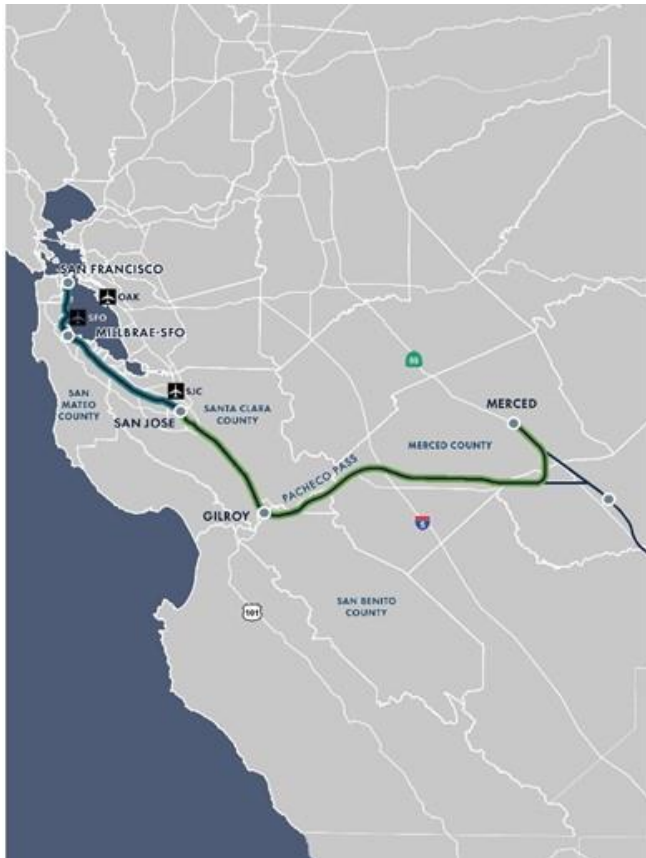 SAN FRANCISCO
OAK
SFO
MILLBRAE-SFO
SJC
SAN
MATEO
COUNTY
SAN JOSE
SANTA CLARA
COUNTY
MERCED
MERCED COUNTY
PACHECO PASS
GILROY
5
SAN BENITO
COUNTY
101